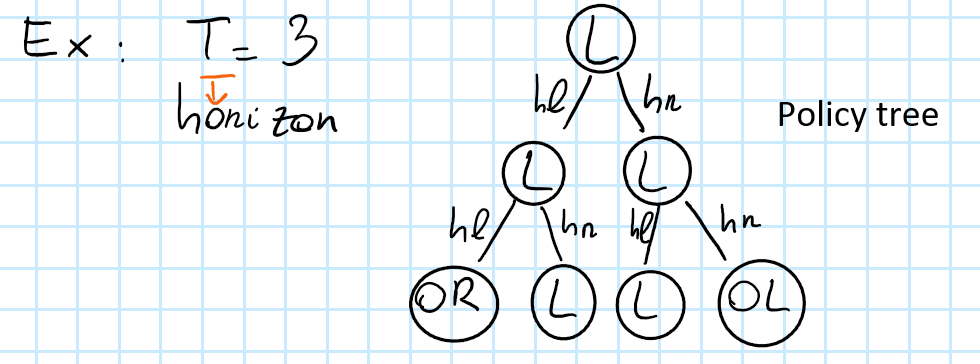 Ex: T = 3
horizon
L
hl hr
Policy tree
L L
hl hr hl hr
OR L L OL